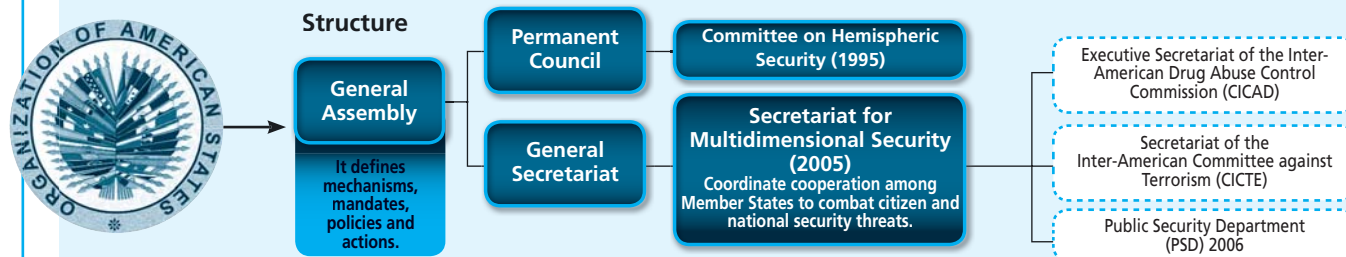 Structure
ORGANIZATION OF AMERICAN STATES
General
Assembly
It defines
mechanisms,
mandates,
policies and
actions.
Permanent
Council
General
Secretariat
Committee on Hemispheric
Security (1995)
Secretariat for
Multidimensional Security
(2005)
Coordinate cooperation among
Member States to combat citizen and
national security threats.
Executive Secretariat of the Inter-
American Drug Abuse Control
Commission (CICAD)
Secretariat of the
Inter-American Committee against
Terrorism (CICTE)
Public Security Department
(PSD) 2006